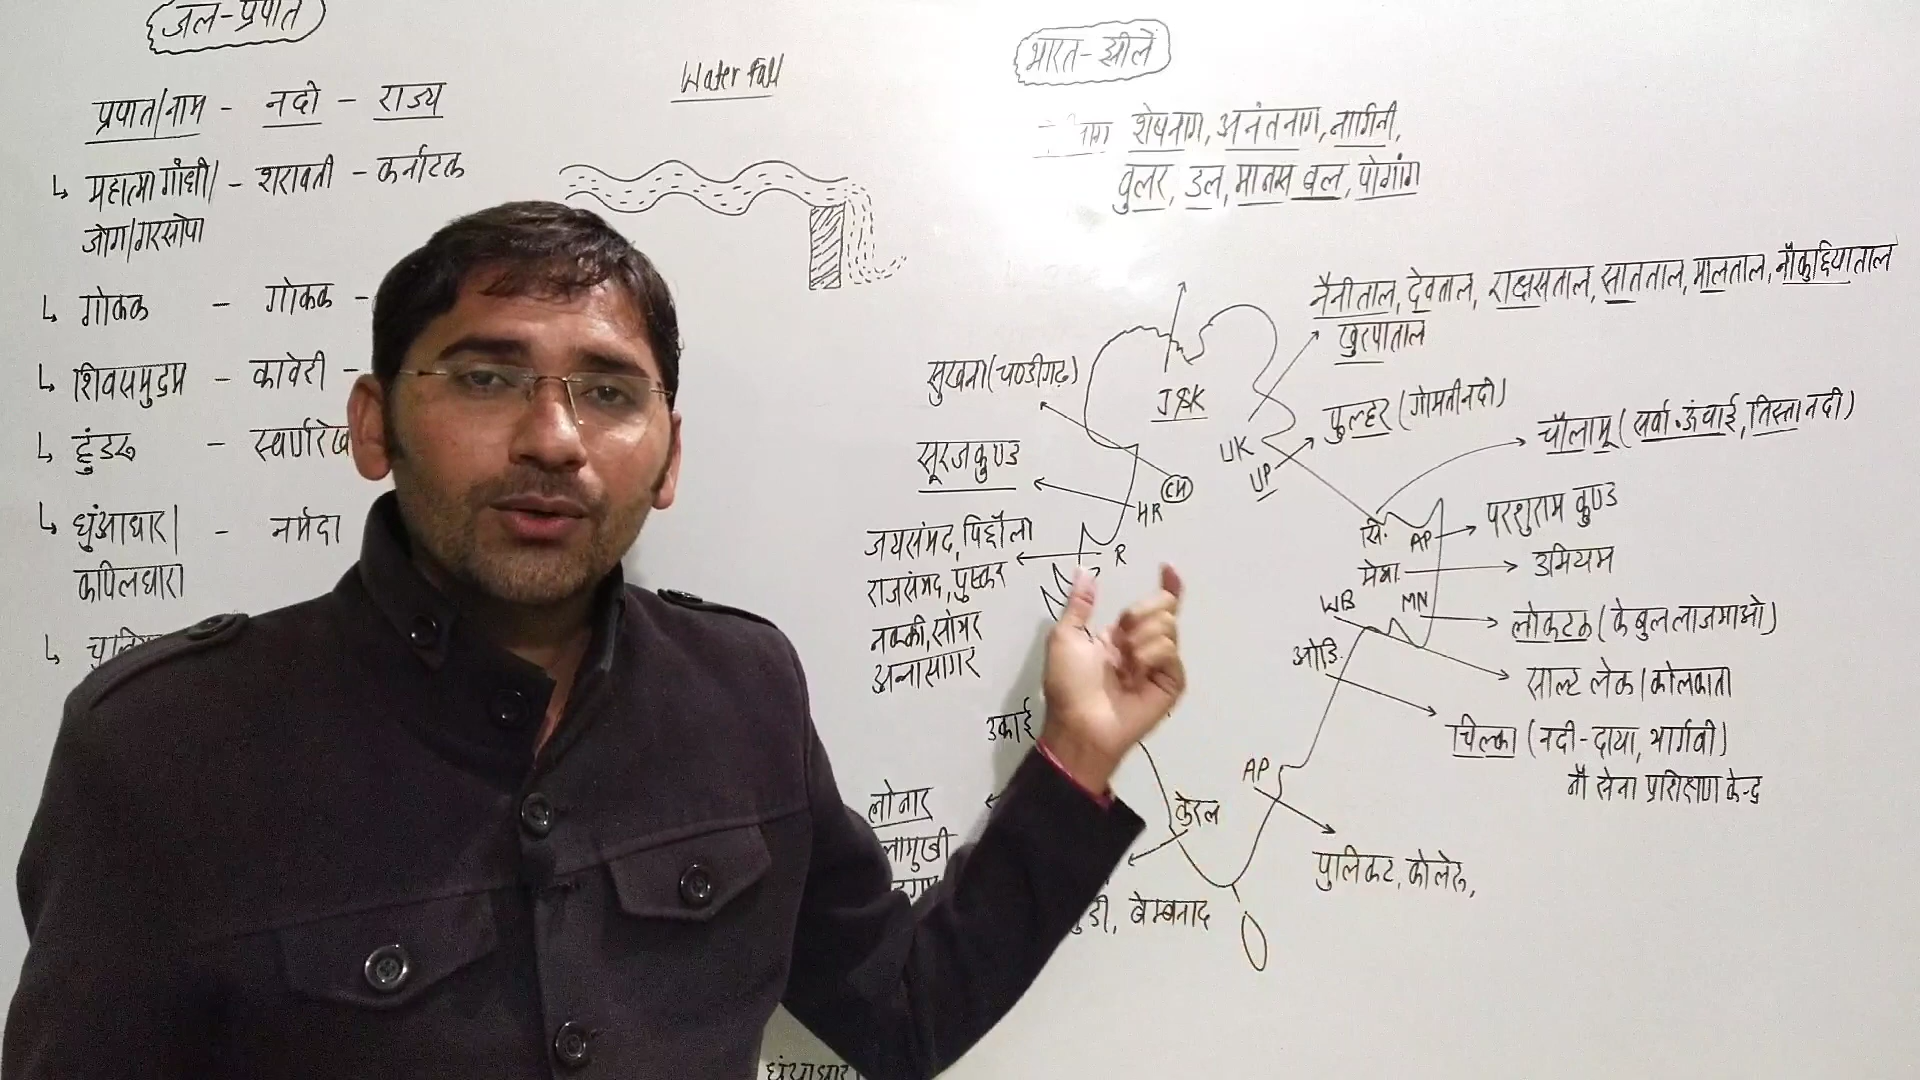 जल-प्रपात
प्रपात/नाम - नदी - राज्य
महात्मा गांधी/ - शरावती - कर्नाटक
जोग/गरसोपा
गोकक - गोकक -
शिवसमुद्रम - कावेरी -
हुंडरू - स्वर्णरेख
धुंआधार/ - नर्मदा
कपिलधारा
Water fall
भारत-झीलें
शेषनाग, अनंतनाग, नागिनी,
वुलर, डल, मानस बल, पोंगांग
नैनीताल, देवताल, राक्षसताल, सातताल, मालताल, नौकुछियाताल
खुरपाताल
J&K
सुखना (चण्डीगढ़)
UK
UP
फुल्हर (गोमती नदी)
चौलामू (सर्वा. ऊंचाई, तिस्ता नदी)
सूरजकुण्ड
CH
HR
सि.
AP
परशुराम कुण्ड
जयसंमद, पिछौला
राजसंमद, पुष्कर
नक्की, सांभर
अनासागर
R
मेघा.
उमियम
WB
MN
लोकटक (केबुल लाजमाओ)
साल्ट लेक/कोलकाता
ओडि.
चिल्का (नदी-दाया, भार्गवी)
नौ सेना प्रशिक्षण केन्द्र
उकाई
AP
पुलिकट, कोलेरू,
लोनार
केरल
बेम्बनाद
धुंआधार/